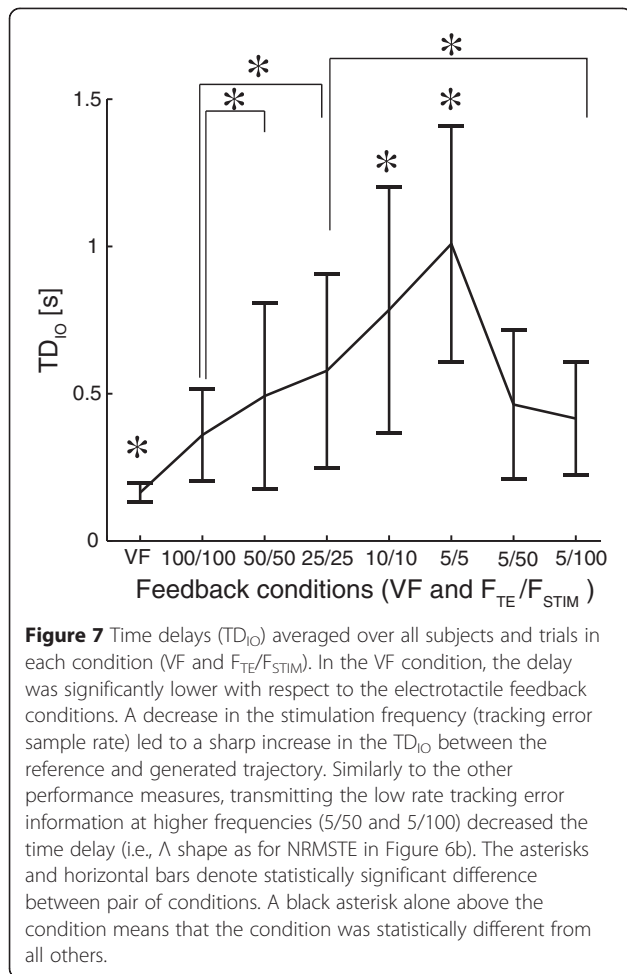 *
*
*
*
*
1.5
1
0.5
0
TD_IO [s]
VF 100/100 50/50 25/25 10/10 5/5 5/50 5/100
Feedback conditions (VF and F_TE/F_STIM )
Figure 7 Time delays (TD_IO) averaged over all subjects and trials in
each condition (VF and F_TE/F_STIM). In the VF condition, the delay
was significantly lower with respect to the electrotactile feedback
conditions. A decrease in the stimulation frequency (tracking error
sample rate) led to a sharp increase in the TD_IO between the
reference and generated trajectory. Similarly to the other
performance measures, transmitting the low rate tracking error
information at higher frequencies (5/50 and 5/100) decreased the
time delay (i.e., Λ shape as for NRMSTE in Figure 6b). The asterisks
and horizontal bars denote statistically significant difference
between pair of conditions. A black asterisk alone above the
condition means that the condition was statistically different from
all others.